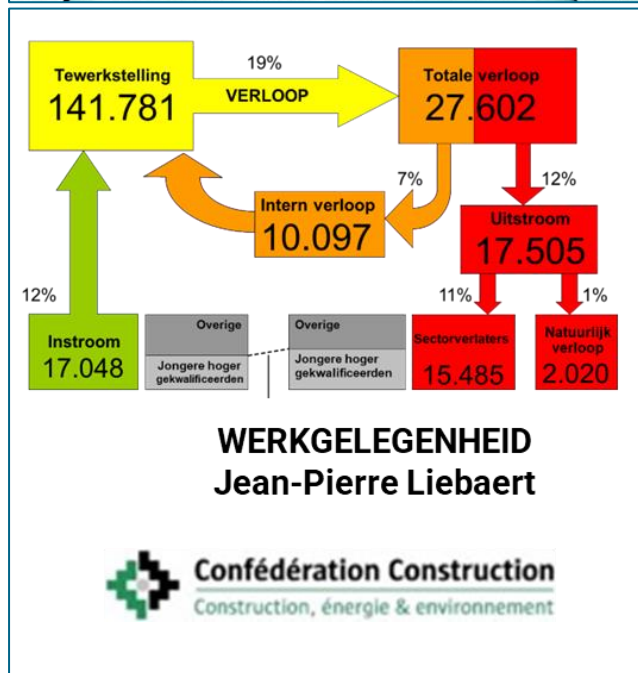 Tewerkstelling
141.781
19%
VERLOOP
Totale verloop
27.602
7%
12%
Intern verloop
10.097
Uitstroom
17.505
12%
11%
1%
Instroom
17.048
Overige
Jongere hoger
gekwalificeerden
Overige
Jongere hoger
gekwalificeerden
Sectorverlaters
15.485
Natuurlijk
verloop
2.020
WERKGELEGENHEID
Jean-Pierre Liebaert
Confédération Construction
Construction, énergie & environnement